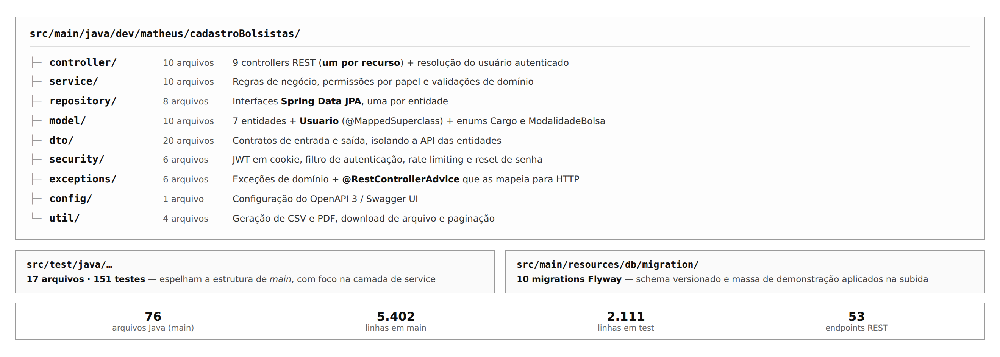 src/main/java/dev/matheus/cadastroBolsistas/
├─ controller/ 10 arquivos 9 controllers REST (um por recurso) + resolução do usuário autenticado
├─ service/ 10 arquivos Regras de negócio, permissões por papel e validações de domínio
├─ repository/ 8 arquivos Interfaces Spring Data JPA, uma por entidade
├─ model/ 10 arquivos 7 entidades + Usuario (@MappedSuperclass) + enums Cargo e ModalidadeBolsa
├─ dto/ 20 arquivos Contratos de entrada e saída, isolando a API das entidades
├─ security/ 6 arquivos JWT em cookie, filtro de autenticação, rate limiting e reset de senha
├─ exceptions/ 6 arquivos Exceções de domínio + @RestControllerAdvice que as mapeia para HTTP
├─ config/ 1 arquivo Configuração do OpenAPI 3 / Swagger UI
└─ util/ 4 arquivos Geração de CSV e PDF, download de arquivo e paginação
src/test/java/…
17 arquivos · 151 testes — espelham a estrutura de main, com foco na camada de service
src/main/resources/db/migration/
10 migrations Flyway — schema versionado e massa de demonstração aplicados na subida
76
arquivos Java (main)
5.402
linhas em main
2.111
linhas em test
53
endpoints REST